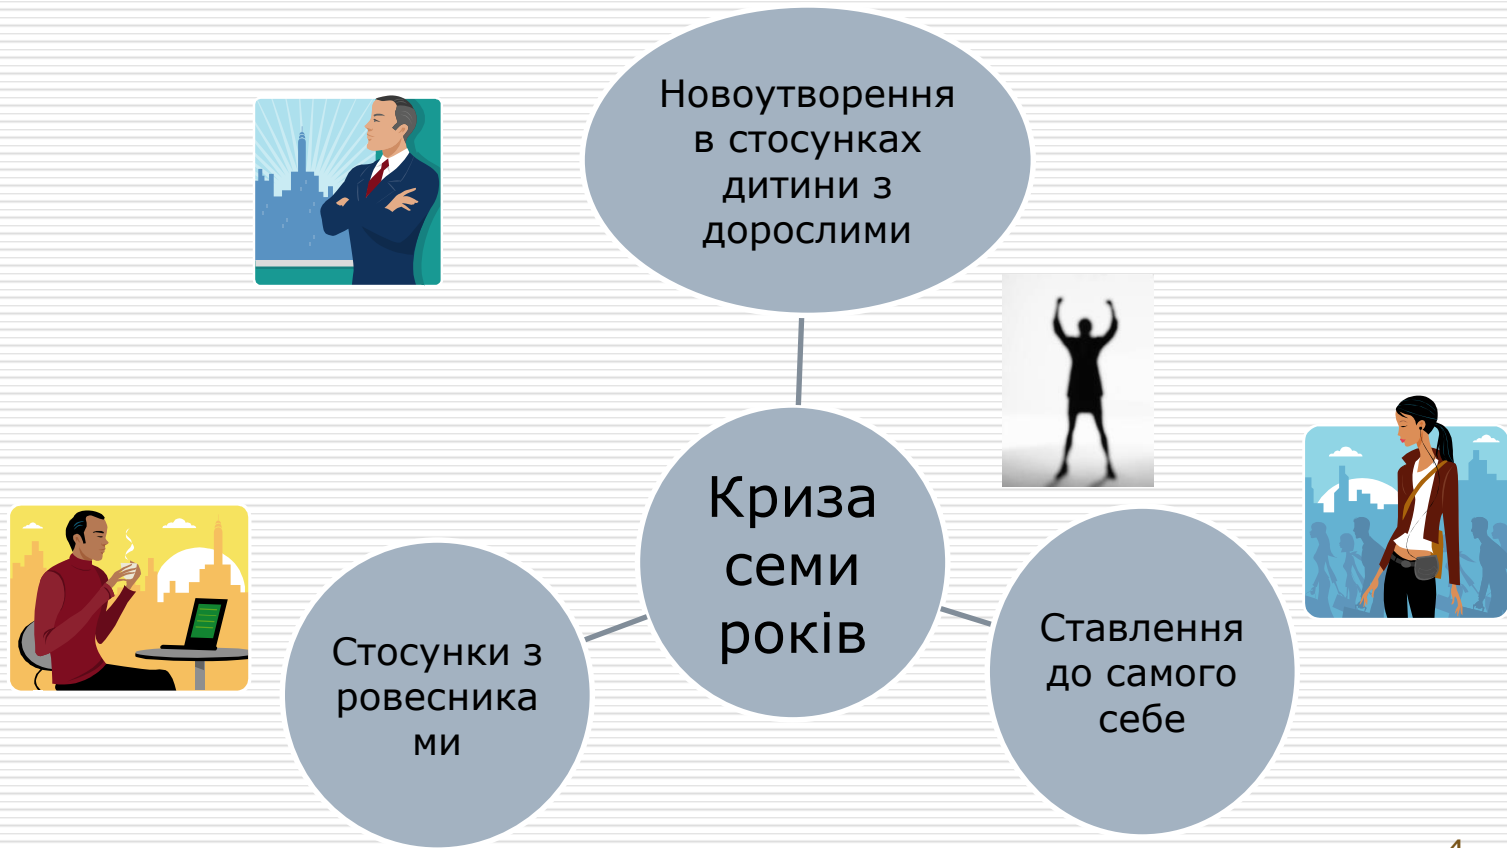 Новоутворення
в стосунках
дитини з
дорослими
Криза
семи
років
Стосунки з
ровесника
ми
Ставлення
до самого
себе